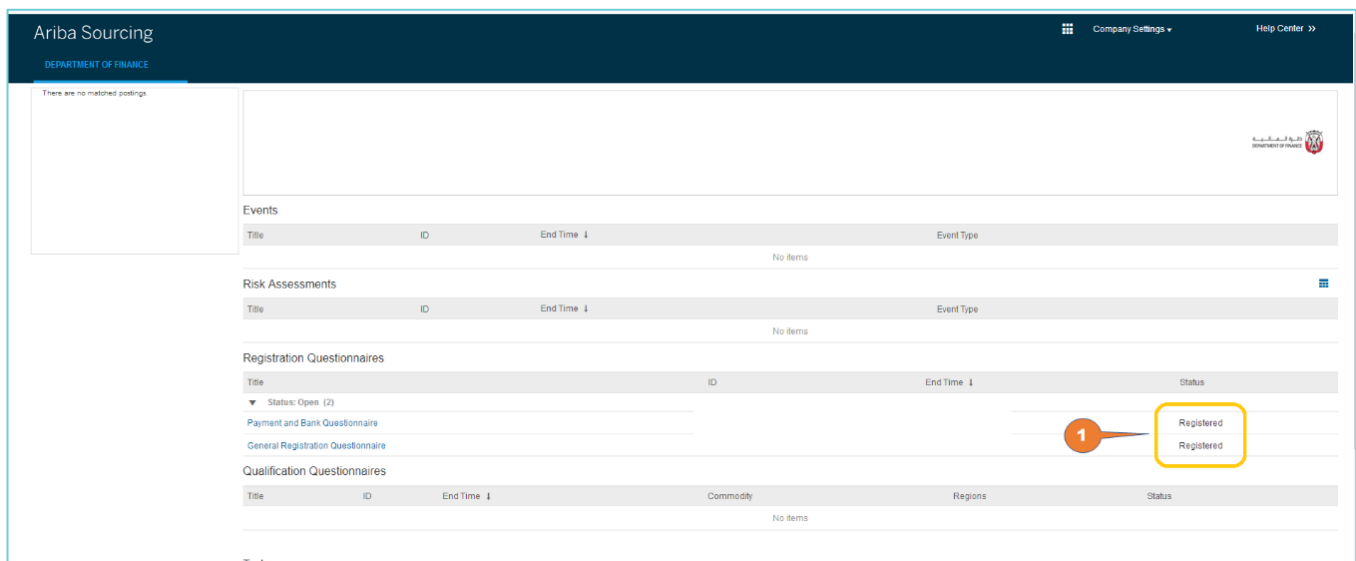 Ariba Sourcing
Company Settings
Help Center »
DEPARTMENT OF FINANCE
There are no matched postings.
دائرة المالية
DEPARTMENT OF FINANCE
Events
Title ID End Time ↓ Event Type
No items
Risk Assessments
Title ID End Time ↓ Event Type
No items
Registration Questionnaires
Title ID End Time ↓ Status
▼ Status: Open (2)
Payment and Bank Questionnaire Registered
1
General Registration Questionnaire Registered
Qualification Questionnaires
Title ID End Time ↓ Commodity Regions Status
No items